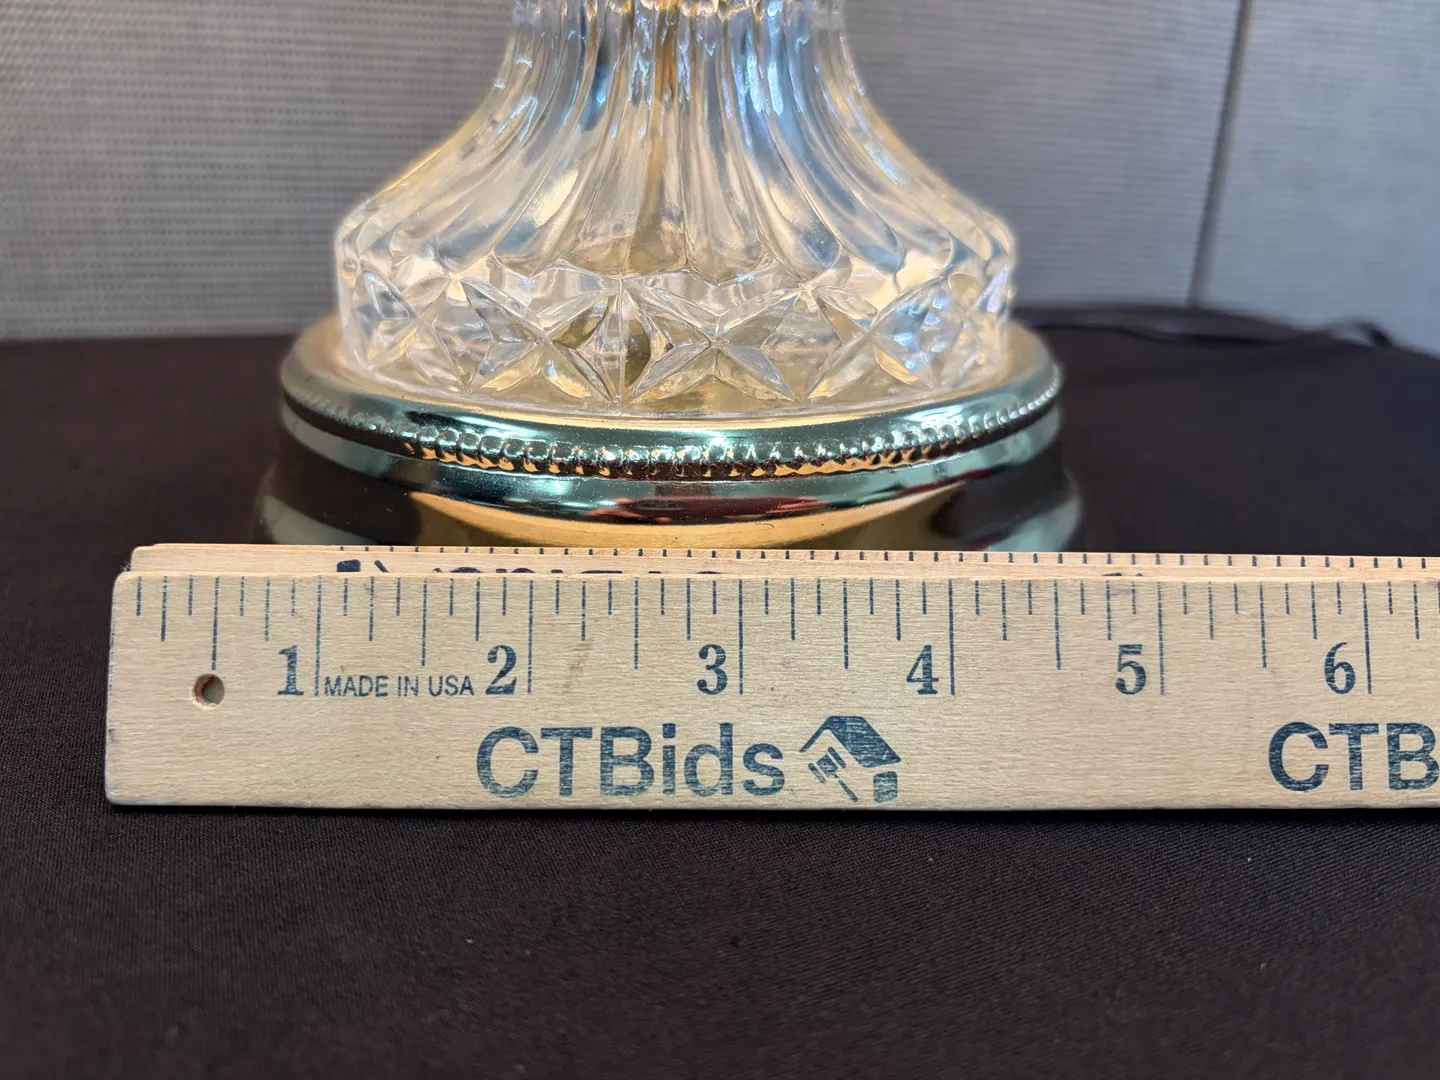 1 2 3 4 5 6
MADE IN USA
CTBids CTB